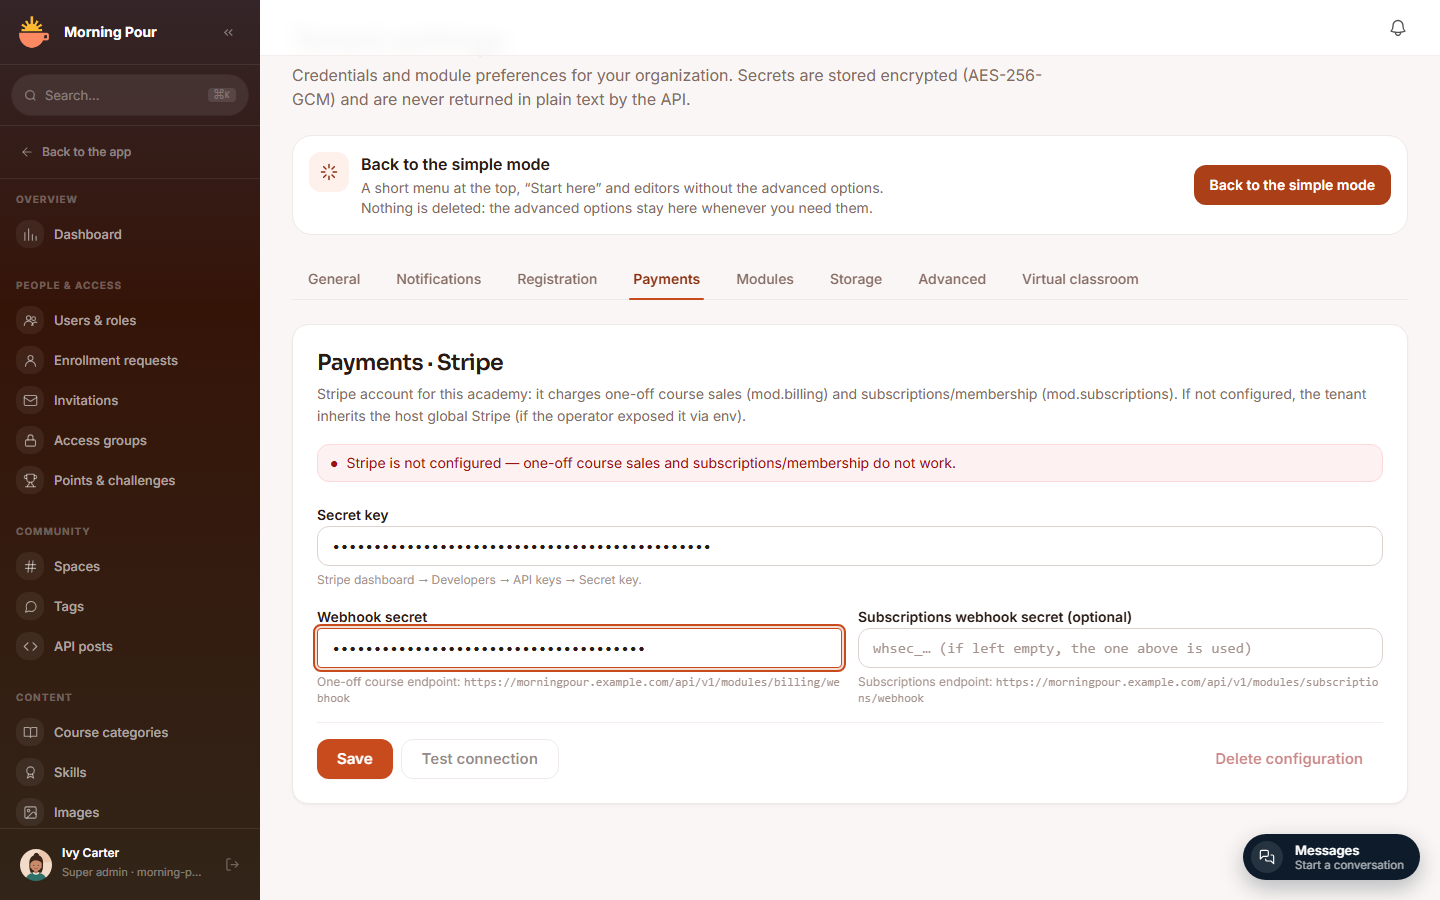 Morning Pour
Search...
⌘K
Back to the app
OVERVIEW
Dashboard
PEOPLE & ACCESS
Users & roles
Enrollment requests
Invitations
Access groups
Points & challenges
COMMUNITY
Spaces
Tags
API posts
CONTENT
Course categories
Skills
Images
Ivy Carter
Super admin · morning-p...
Credentials and module preferences for your organization. Secrets are stored encrypted (AES-256-
GCM) and are never returned in plain text by the API.
Back to the simple mode
A short menu at the top, “Start here” and editors without the advanced options.
Nothing is deleted: the advanced options stay here whenever you need them.
Back to the simple mode
General
Notifications
Registration
Payments
Modules
Storage
Advanced
Virtual classroom
Payments · Stripe
Stripe account for this academy: it charges one-off course sales (mod.billing) and subscriptions/membership (mod.subscriptions). If not configured, the tenant
inherits the host global Stripe (if the operator exposed it via env).
Stripe is not configured — one-off course sales and subscriptions/membership do not work.
Secret key
Stripe dashboard → Developers → API keys → Secret key.
Webhook secret
One-off course endpoint: https://morningpour.example.com/api/v1/modules/billing/we
bhook
Subscriptions webhook secret (optional)
whsec_… (if left empty, the one above is used)
Subscriptions endpoint: https://morningpour.example.com/api/v1/modules/subscriptio
ns/webhook
Save
Test connection
Delete configuration
Messages
Start a conversation